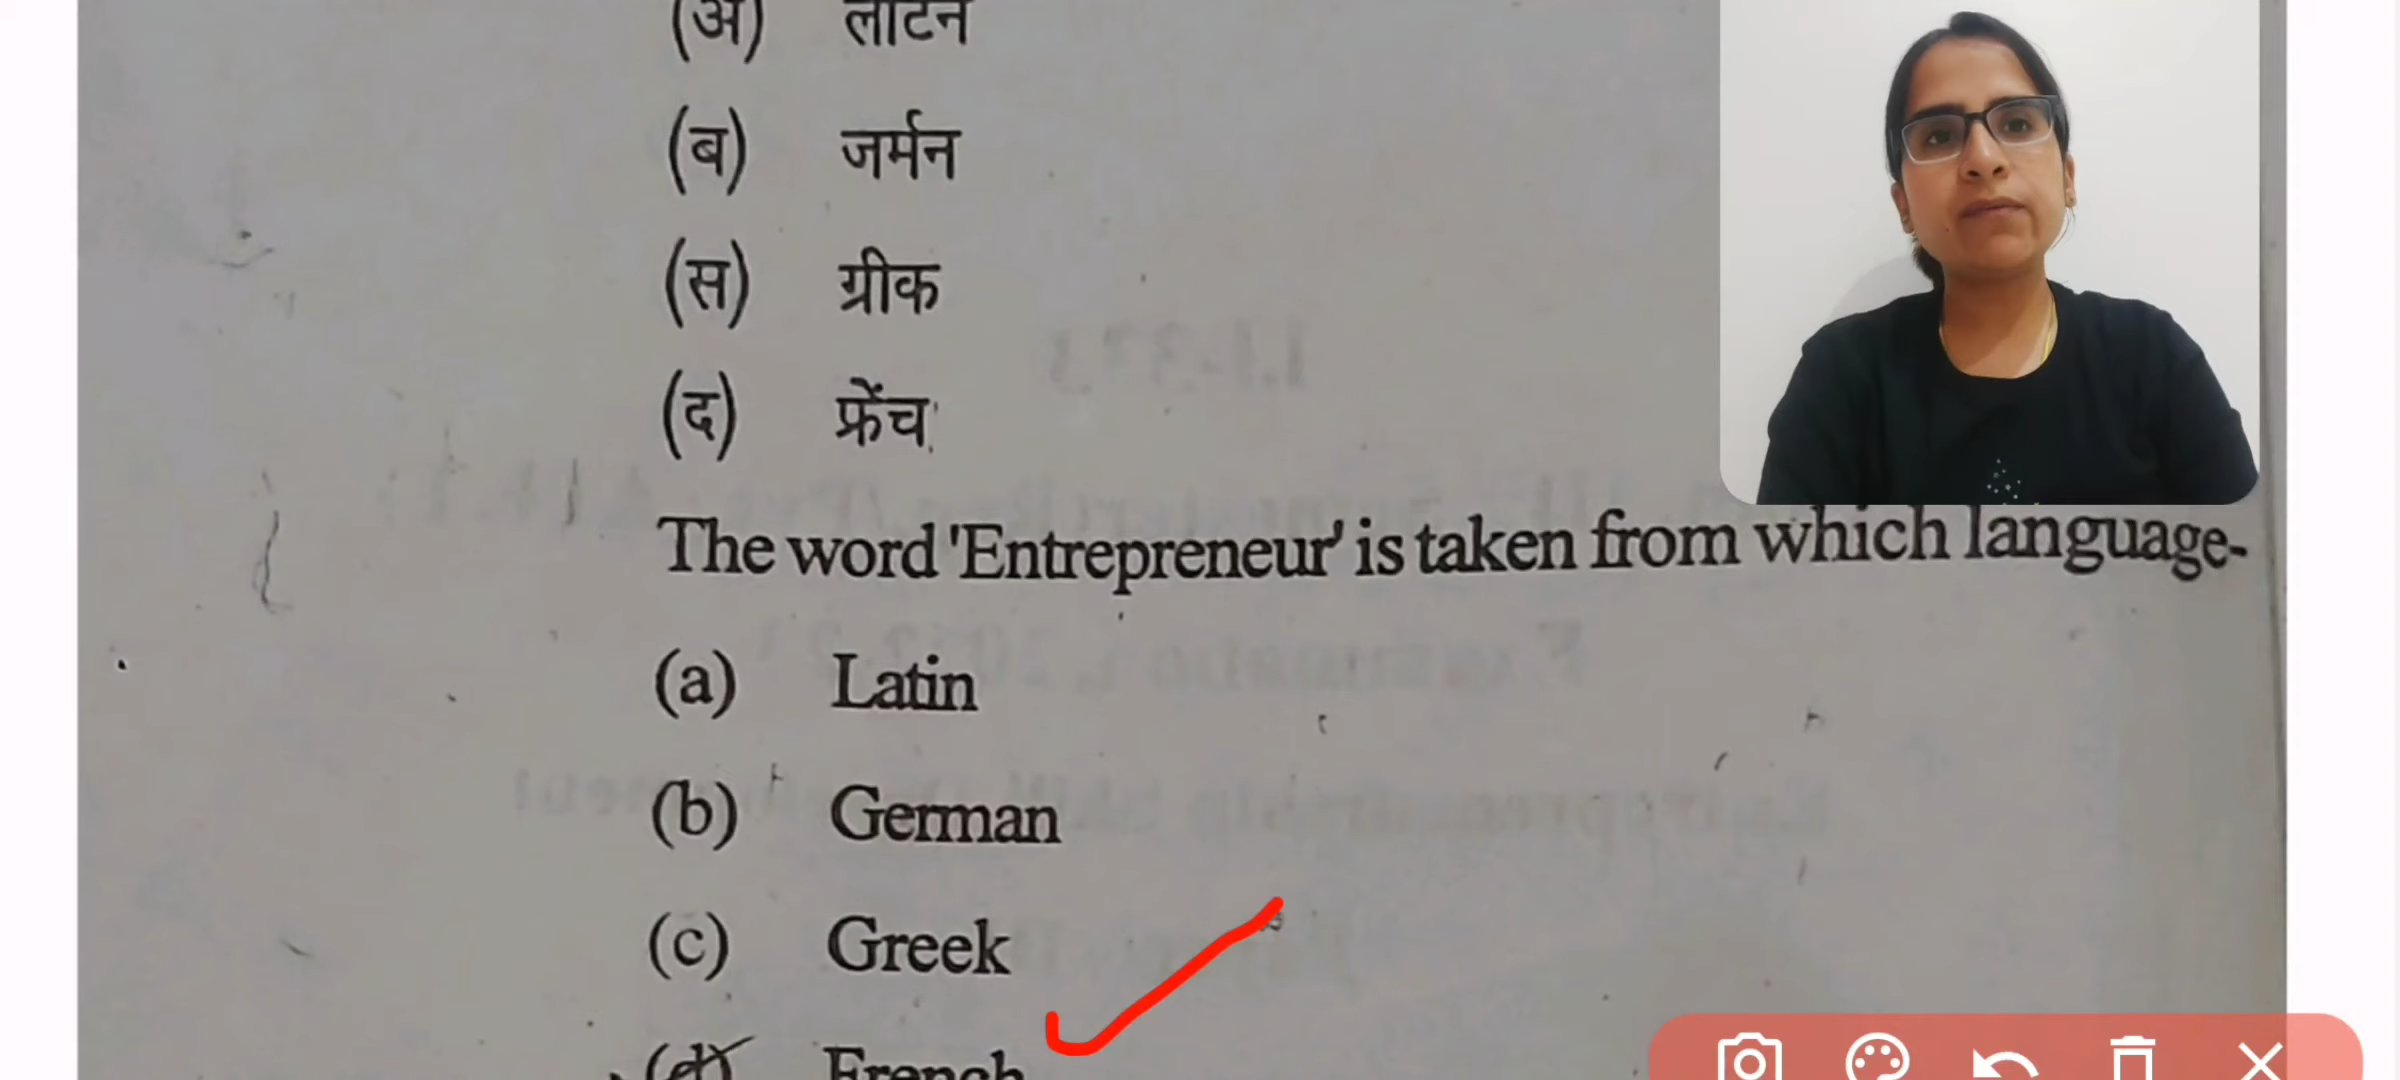 (अ) लैटिन
(ब) जर्मन
(स) ग्रीक
(द) फ्रेंच
The word 'Entrepreneur' is taken from which language-
(a) Latin
(b) German
(c) Greek
(d) French